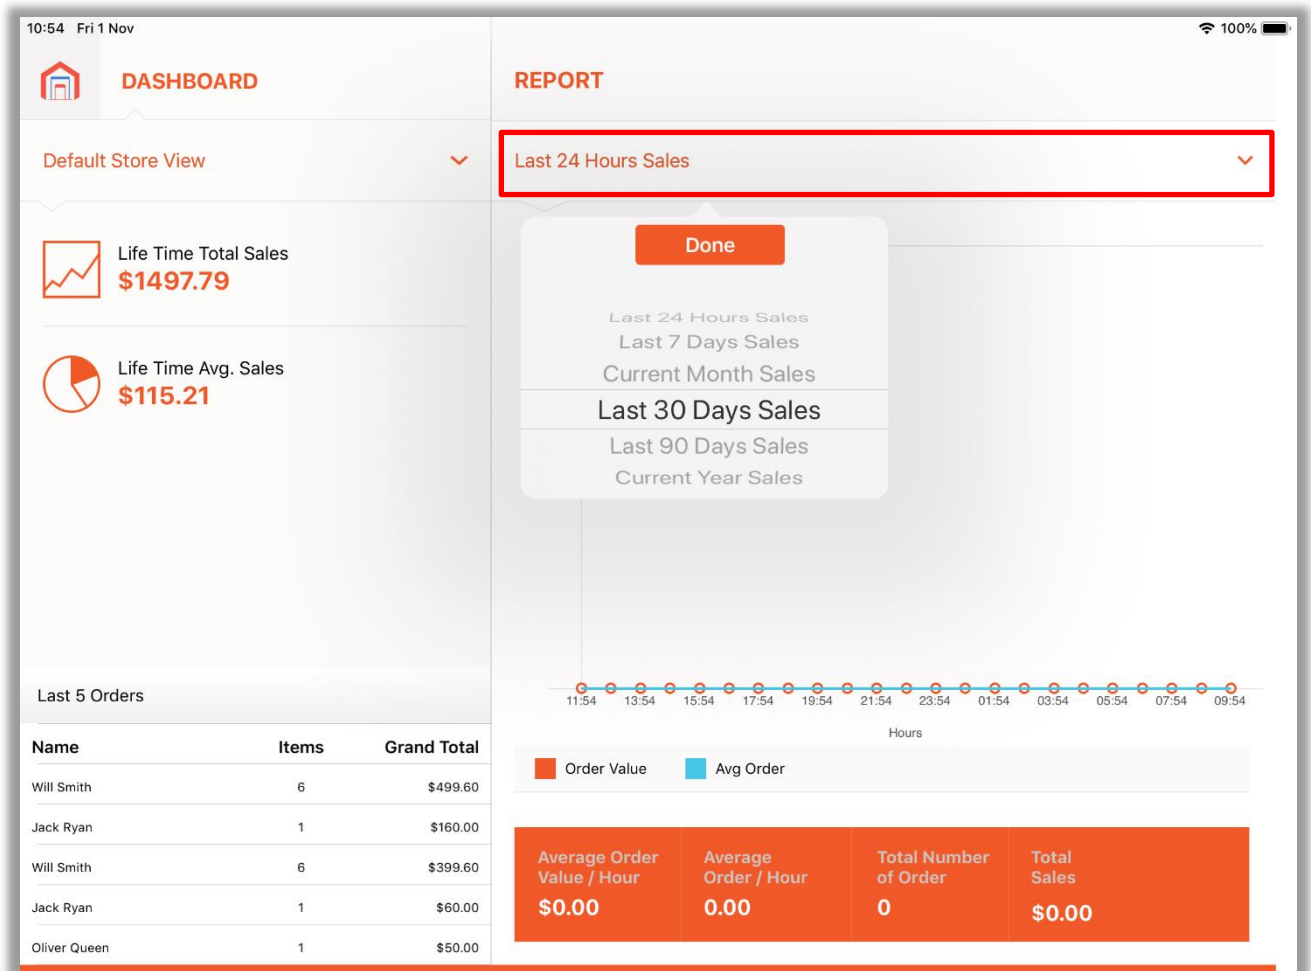 10:54 Fri 1 Nov
100%
DASHBOARD
REPORT
Default Store View
Last 24 Hours Sales
Life Time Total Sales
$1497.79
Life Time Avg. Sales
$115.21
Done
Last 24 Hours Sales
Last 7 Days Sales
Current Month Sales
Last 30 Days Sales
Last 90 Days Sales
Current Year Sales
Last 5 Orders
Name Items Grand Total
Will Smith 6 $499.60
Jack Ryan 1 $160.00
Will Smith 6 $399.60
Jack Ryan 1 $60.00
Oliver Queen 1 $50.00
11:54 13:54 15:54 17:54 19:54 21:54 23:54 01:54 03:54 05:54 07:54 09:54
Hours
Order Value Avg Order
Average Order
Value / Hour
$0.00
Average
Order / Hour
0.00
Total Number
of Order
0
Total
Sales
$0.00